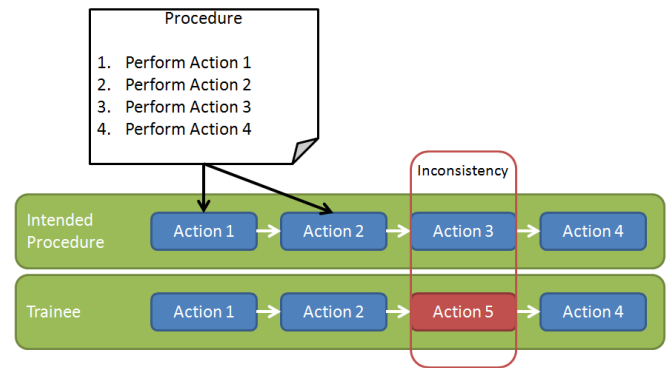 Procedure
1. Perform Action 1
2. Perform Action 2
3. Perform Action 3
4. Perform Action 4
Inconsistency
Intended
Procedure
Action 1
Action 2
Action 3
Action 4
Trainee
Action 1
Action 2
Action 5
Action 4